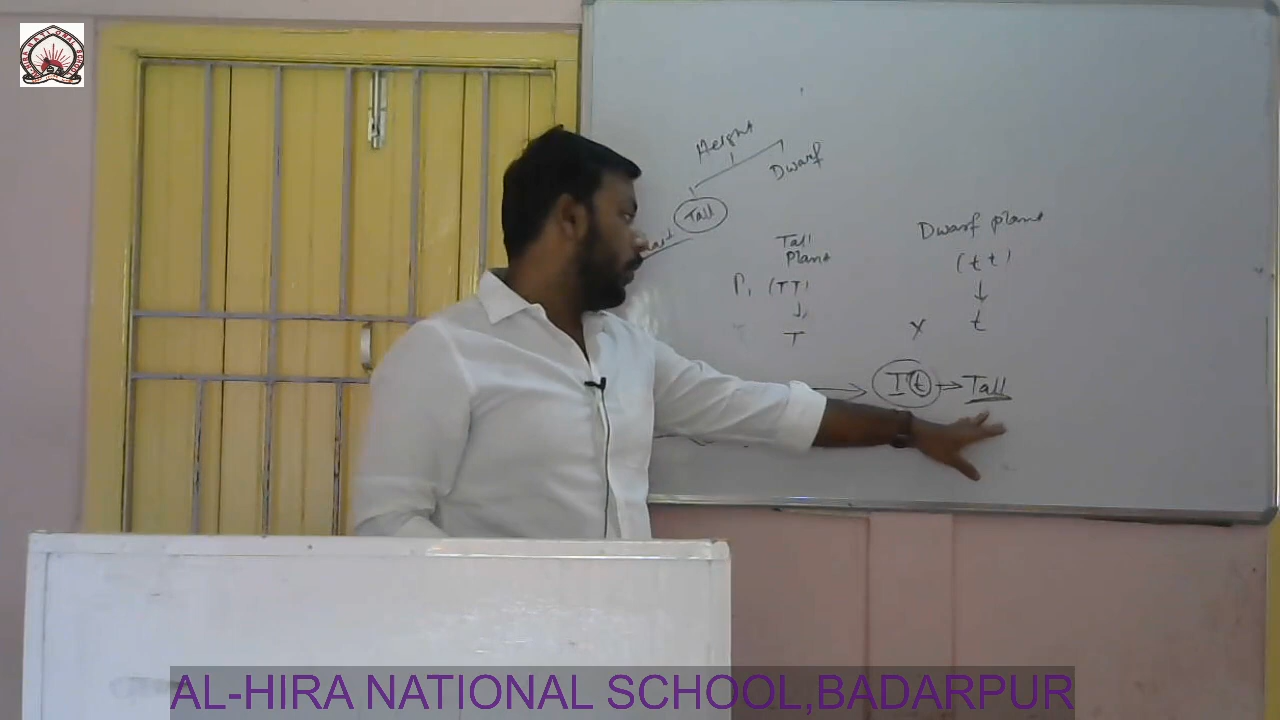 Height
Dwarf
Tall
Tall
Plant
Dwarf plant
P1 (TT)
(tt)
T
X
t
Tt → Tall
AL-HIRA NATIONAL SCHOOL,BADARPUR